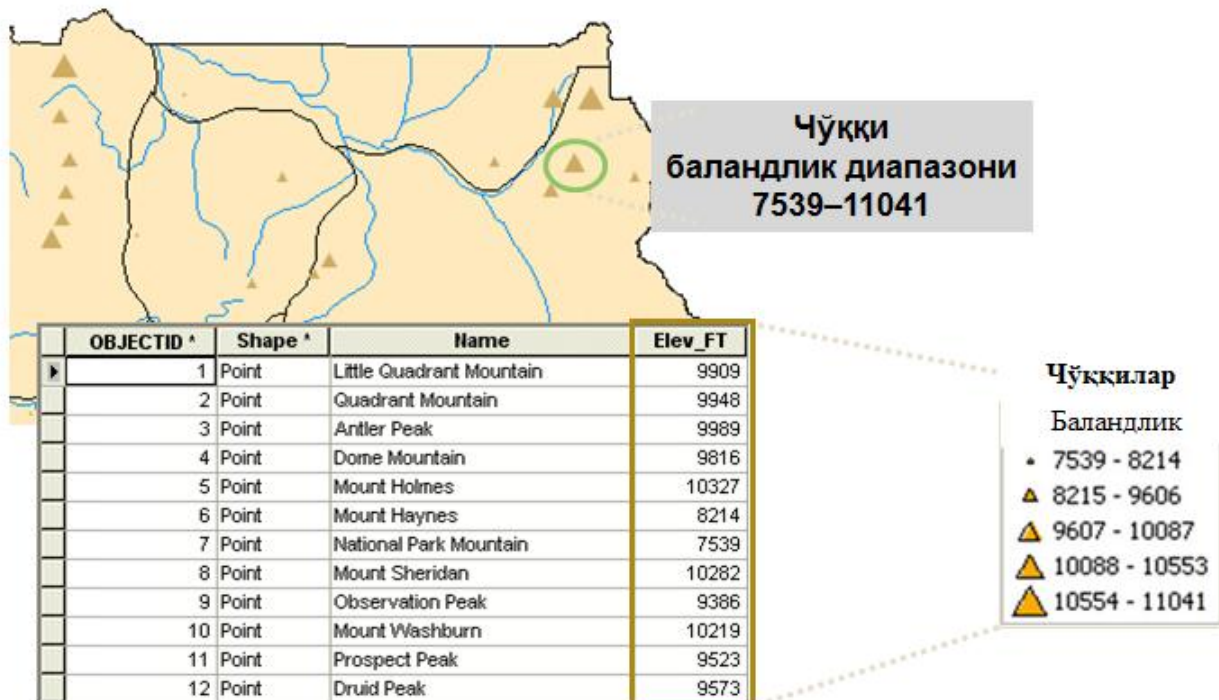 Чўққи
баландлик диапазони
7539–11041
OBJECTID * Shape * Name Elev_FT
1 Point Little Quadrant Mountain 9909
2 Point Quadrant Mountain 9948
3 Point Antler Peak 9989
4 Point Dome Mountain 9816
5 Point Mount Holmes 10327
6 Point Mount Haynes 8214
7 Point National Park Mountain 7539
8 Point Mount Sheridan 10282
9 Point Observation Peak 9386
10 Point Mount Washburn 10219
11 Point Prospect Peak 9523
12 Point Druid Peak 9573
Чўққилар
Баландлик
7539 - 8214
8215 - 9606
9607 - 10087
10088 - 10553
10554 - 11041